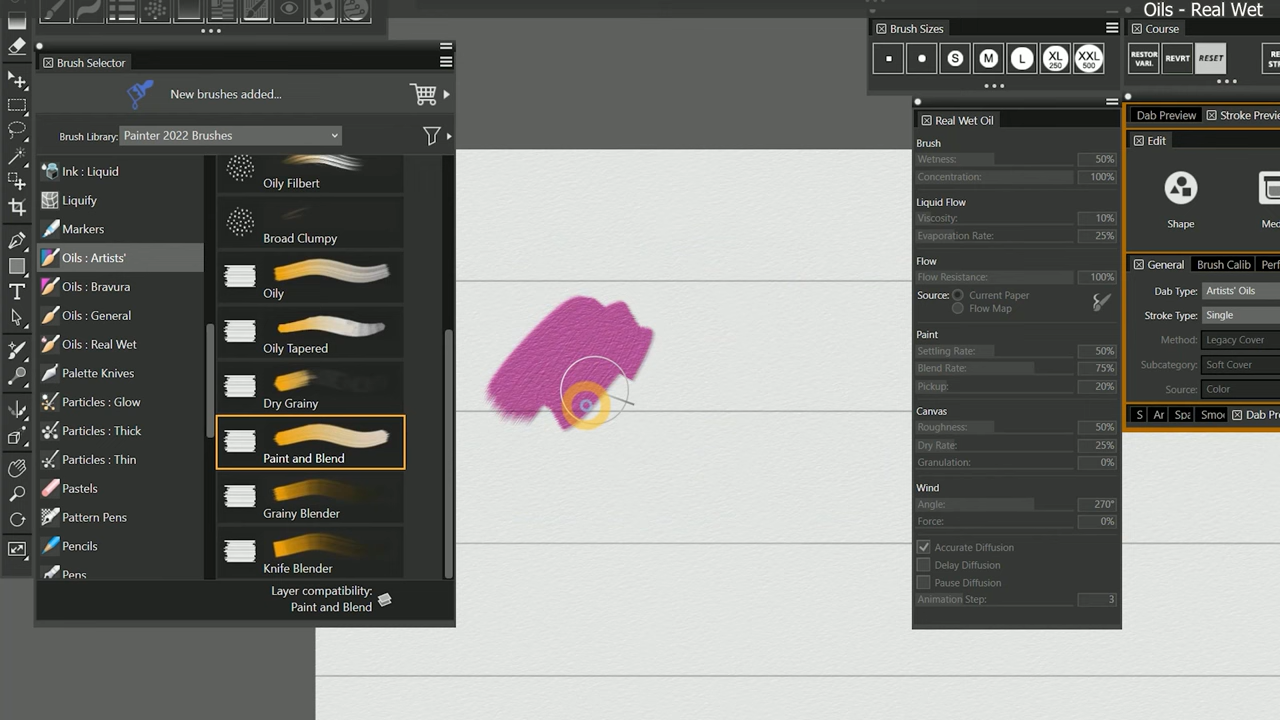 Oils - Real Wet
Brush Sizes
Course
S
M
L
XL
250
XXL
500
RESTOR
VARI.
REVRT
RESET
Brush Selector
New brushes added...
Brush Library:
Painter 2022 Brushes
Ink : Liquid
Liquify
Markers
Oils : Artists'
Oils : Bravura
Oils : General
Oils : Real Wet
Palette Knives
Particles : Glow
Particles : Thick
Particles : Thin
Pastels
Pattern Pens
Pencils
Pens
Oily Filbert
Broad Clumpy
Oily
Oily Tapered
Dry Grainy
Paint and Blend
Grainy Blender
Knife Blender
Layer compatibility:
Paint and Blend
Real Wet Oil
Brush
Wetness: 50%
Concentration: 100%
Liquid Flow
Viscosity: 10%
Evaporation Rate: 25%
Flow
Flow Resistance: 100%
Source: Current Paper
Flow Map
Paint
Settling Rate: 50%
Blend Rate: 75%
Pickup: 20%
Canvas
Roughness: 50%
Dry Rate: 25%
Granulation: 0%
Wind
Angle: 270°
Force: 0%
Accurate Diffusion
Delay Diffusion
Pause Diffusion
Animation Step: 3
Dab Preview
Stroke Previe
Edit
Shape
General
Brush Calib
Dab Type: Artists' Oils
Stroke Type: Single
Method: Legacy Cover
Subcategory: Soft Cover
Source: Color
S
Ar
Spa
Smoo
Dab Pre